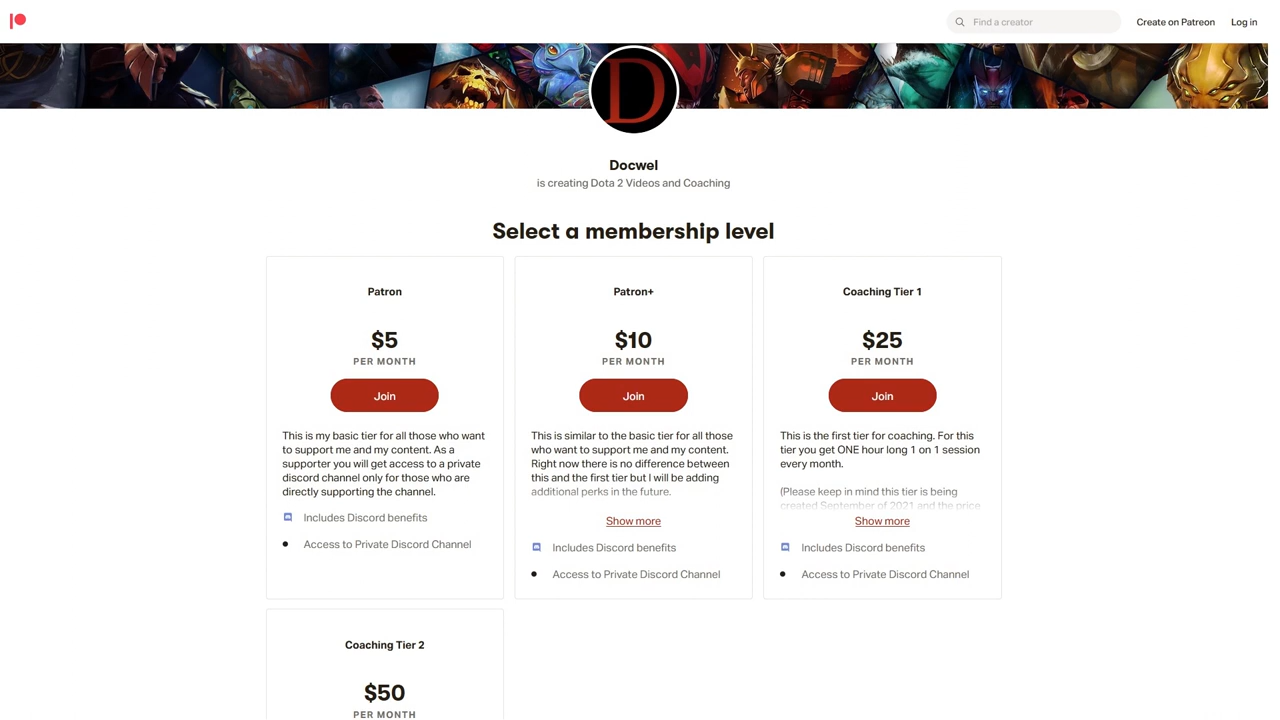 Find a creator
Create on Patreon
Log in
D
Docwel
is creating Dota 2 Videos and Coaching
Select a membership level
Patron
$5
PER MONTH
Join
This is my basic tier for all those who want
to support me and my content. As a
supporter you will get access to a private
discord channel only for those who are
directly supporting the channel.
Includes Discord benefits
Access to Private Discord Channel
Patron+
$10
PER MONTH
Join
This is similar to the basic tier for all those
who want to support me and my content.
Right now there is no difference between
this and the first tier but I will be adding
additional perks in the future.
Show more
Includes Discord benefits
Access to Private Discord Channel
Coaching Tier 1
$25
PER MONTH
Join
This is the first tier for coaching. For this
tier you get ONE hour long 1 on 1 session
every month.
(Please keep in mind this tier is being
created September of 2021 and the price
Show more
Includes Discord benefits
Access to Private Discord Channel
Coaching Tier 2
$50
PER MONTH